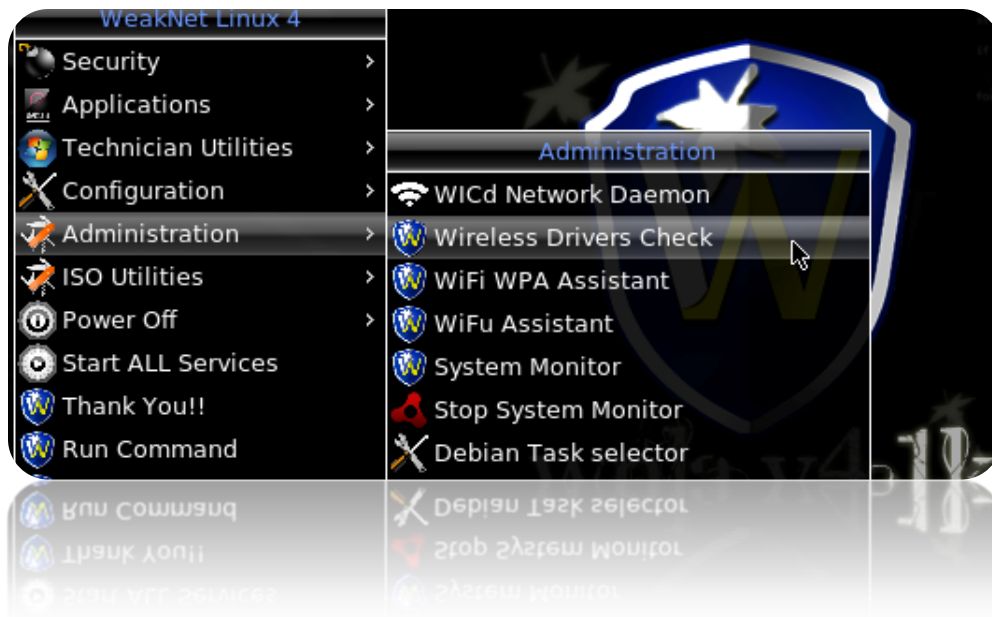 WeakNet Linux 4
Security
Applications
Technician Utilities
Configuration
Administration
ISO Utilities
Power Off
Start ALL Services
Thank You!!
Run Command
Administration
WICd Network Daemon
Wireless Drivers Check
WiFi WPA Assistant
WiFu Assistant
System Monitor
Stop System Monitor
Debian Task selector